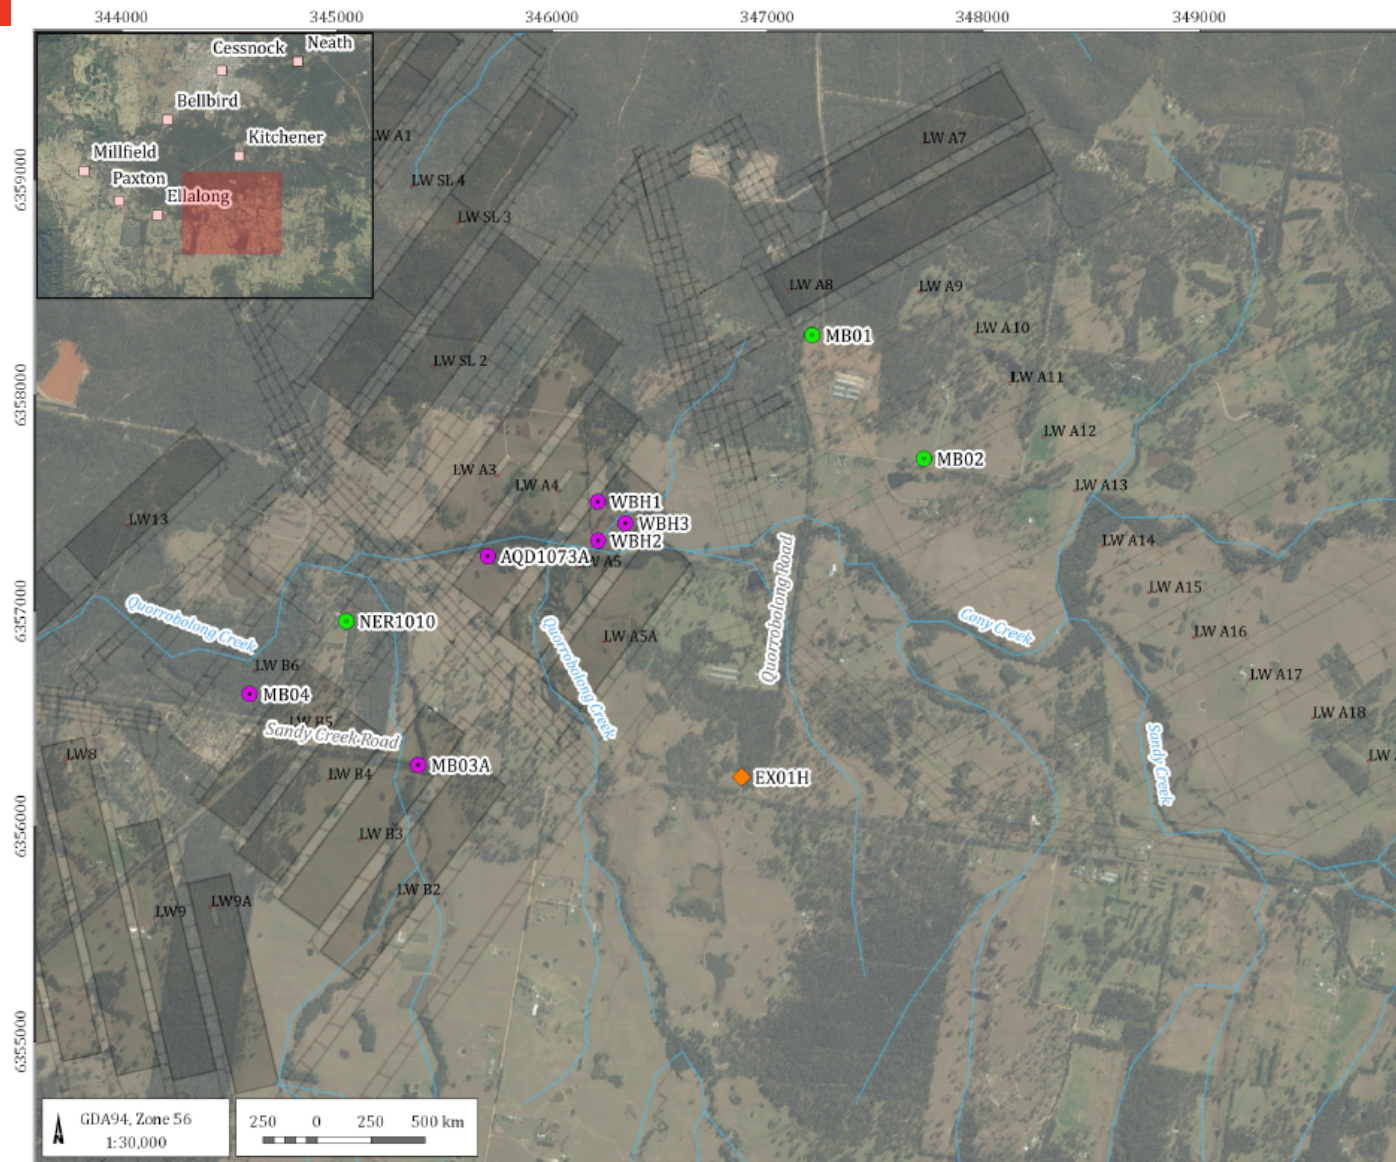 344000 345000 346000 347000 348000 349000
6359000
6358000
6357000
6356000
6355000
Neath
Cessnock
Bellbird
Kitchener
Millfield
Paxton
Ellalong
LW A1
LW A7
LW SL 4
LW SL 3
LW A8
LW A9
MB01
LW A10
LW SL 2
LW A11
LW A12
MB02
LW A3
LW A4
LW A13
WBH1
LW13
WBH3
WBH2
LW A14
AQD1073A
LW A5
LW A15
Quorrobolong Creek
NER1010
Quorrobolong Road
Cony Creek
LW A16
LW A5A
Quorrobolong Creek
LW B6
LW A17
MB04
LW B5
LW A18
Sandy Creek Road
Sandy Creek
LW8
MB03A
LW B4
EX01H
LW B3
LW B2
LW9A
LW9
GDA94, Zone 56
1:30,000
250 0 250 500 km